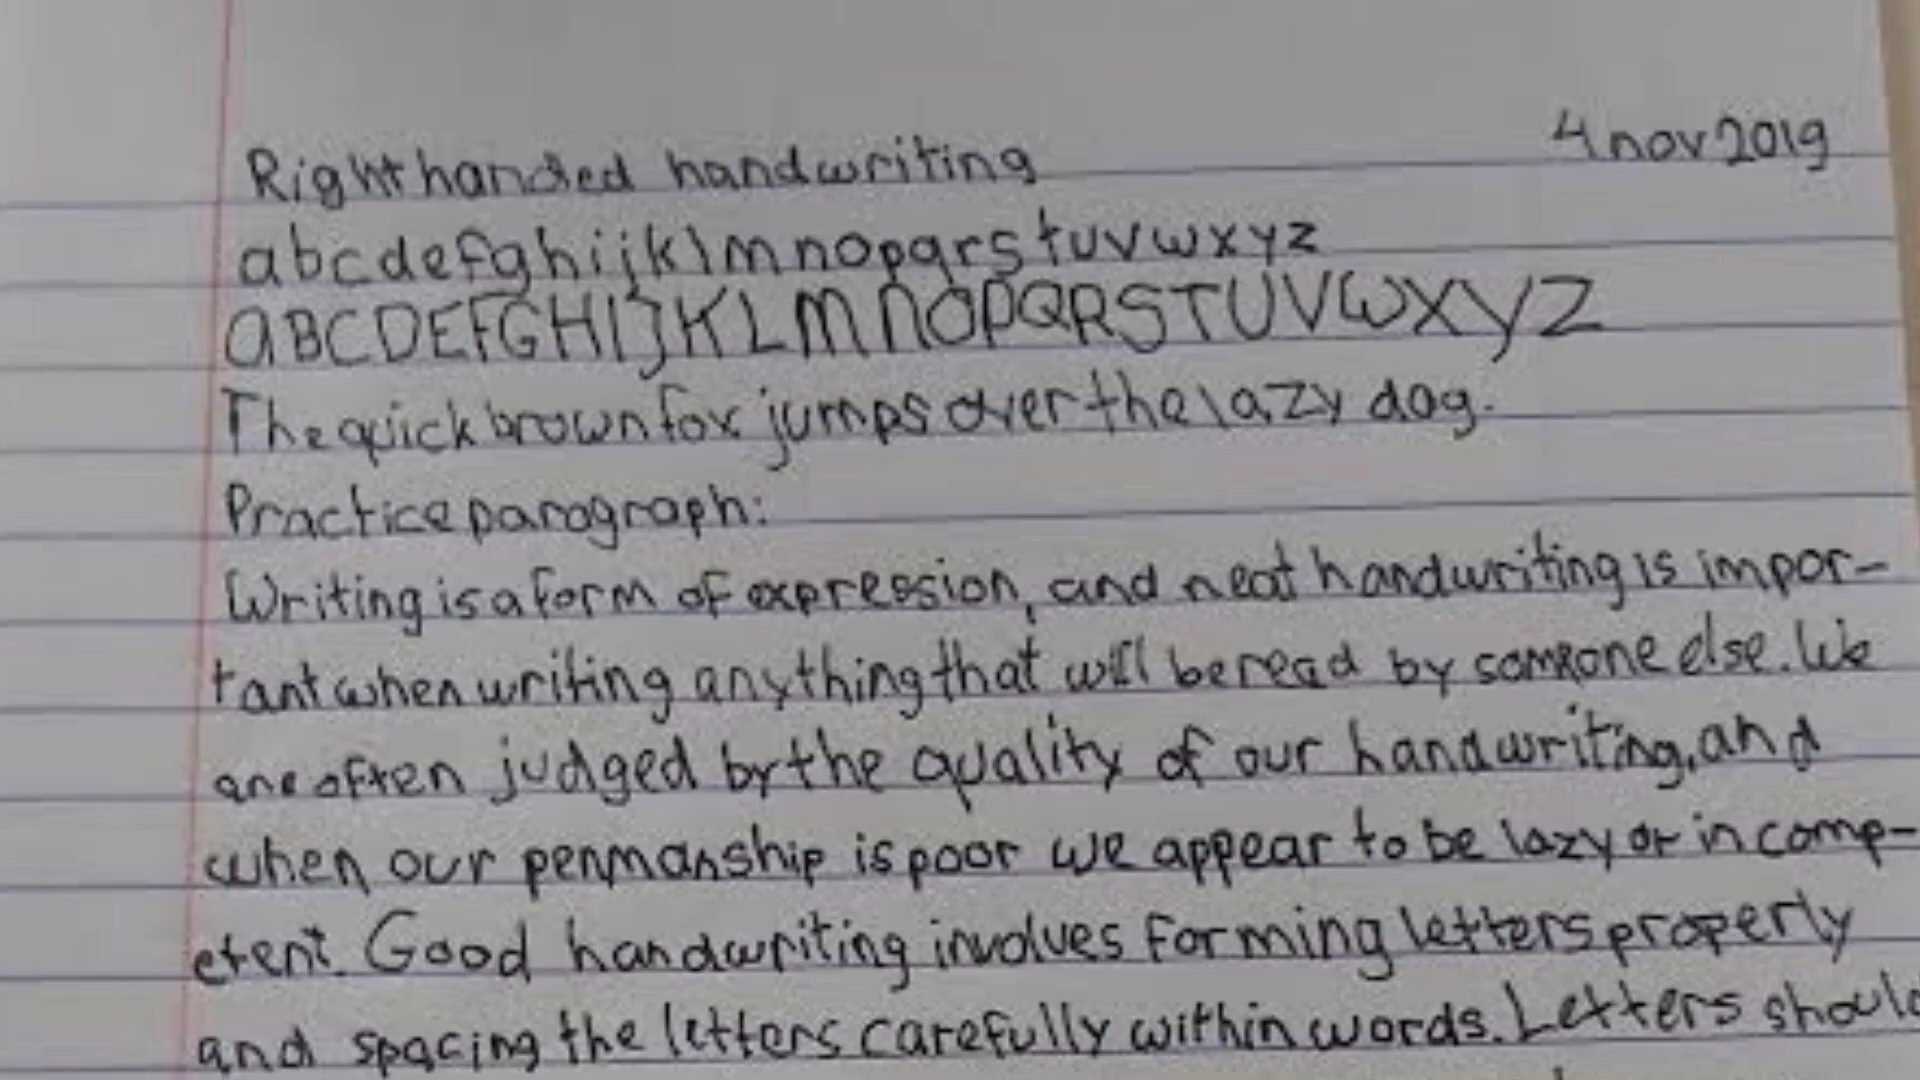 Right handed handwriting 4 nov 2019
abcdefghijklmnopqrstuvwxyz
aBCDEFGHIJKLMnOPQRSTUVWXYZ
The quick brown fox jumps over the lazy dog.
Practice paragraph:
Writing is a form of expression, and neat handwriting is impor-
tant when writing anything that will be read by someone else. We
are often judged by the quality of our handwriting, and
when our penmanship is poor we appear to be lazy or incomp-
etent. Good handwriting involves forming letters properly
and spacing the letters carefully within words. Letters should